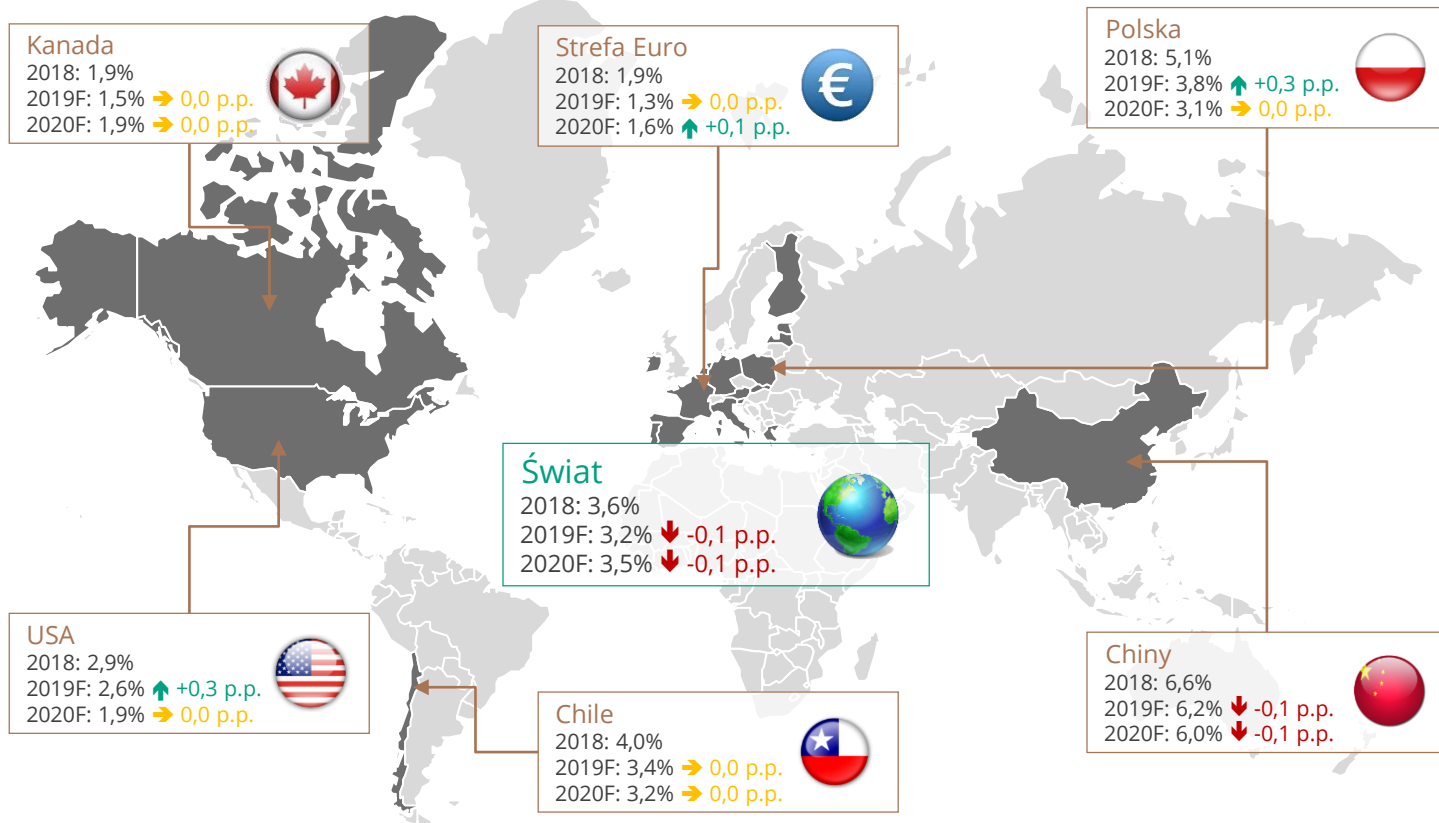 Kanada
2018: 1,9%
2019F: 1,5% ➔ 0,0 p.p.
2020F: 1,9% ➔ 0,0 p.p.
Strefa Euro
2018: 1,9%
2019F: 1,3% ➔ 0,0 p.p.
2020F: 1,6% 🡅 +0,1 p.p.
€
Polska
2018: 5,1%
2019F: 3,8% 🡅 +0,3 p.p.
2020F: 3,1% ➔ 0,0 p.p.
Świat
2018: 3,6%
2019F: 3,2% 🡇 -0,1 p.p.
2020F: 3,5% 🡇 -0,1 p.p.
USA
2018: 2,9%
2019F: 2,6% 🡅 +0,3 p.p.
2020F: 1,9% ➔ 0,0 p.p.
Chile
2018: 4,0%
2019F: 3,4% ➔ 0,0 p.p.
2020F: 3,2% ➔ 0,0 p.p.
Chiny
2018: 6,6%
2019F: 6,2% 🡇 -0,1 p.p.
2020F: 6,0% 🡇 -0,1 p.p.